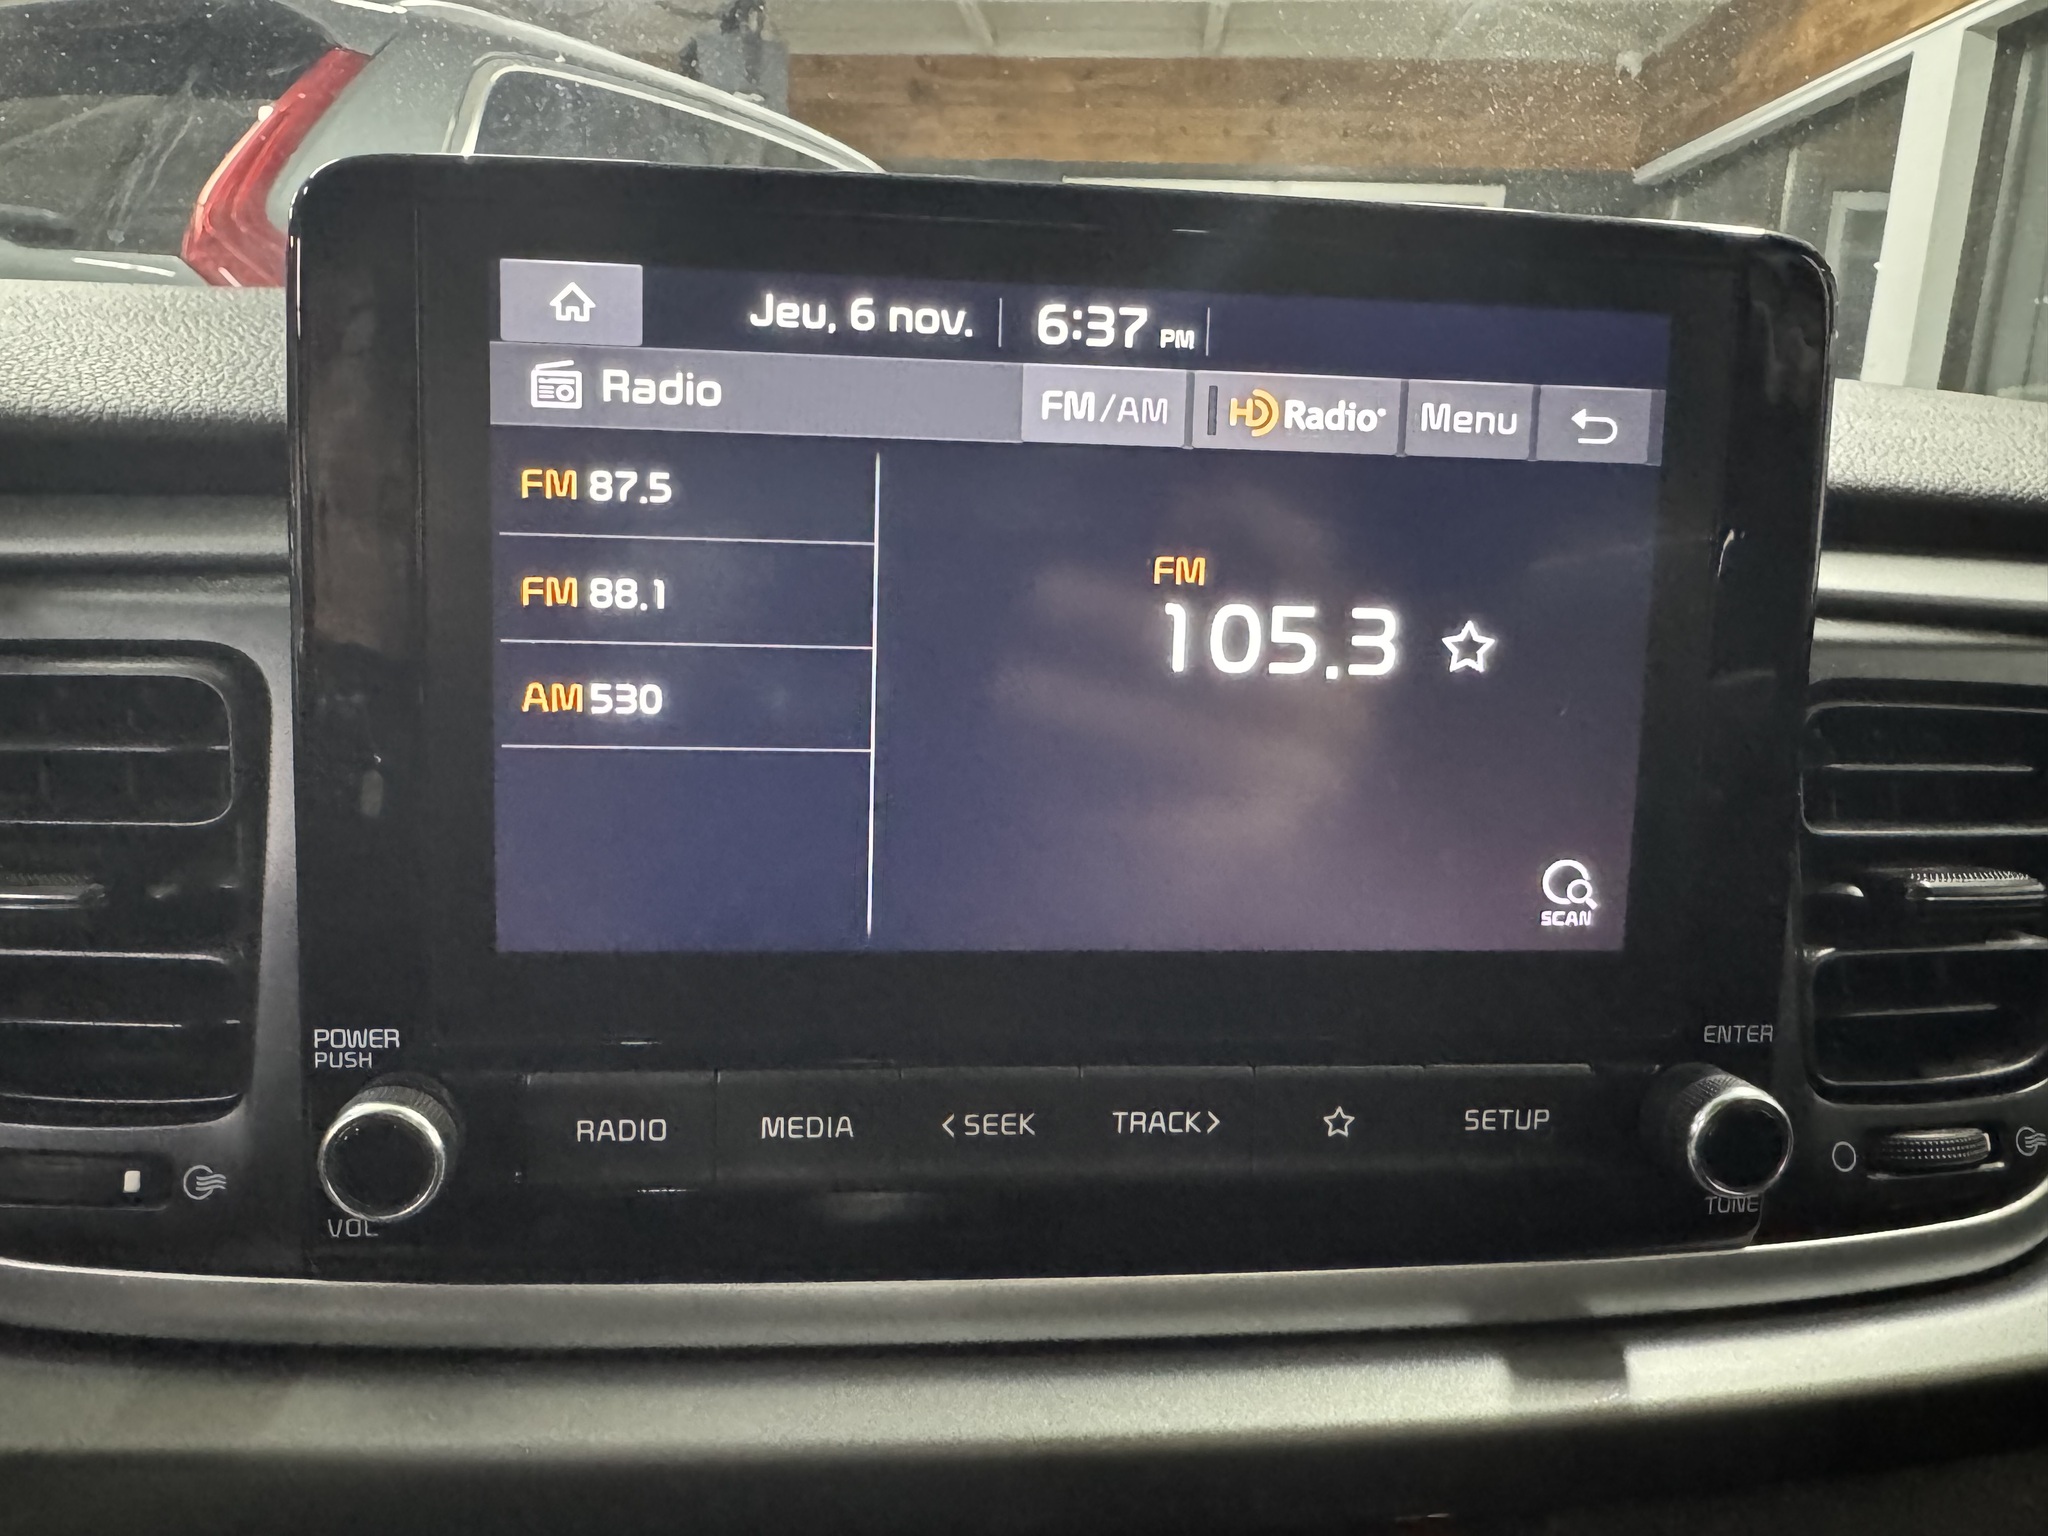 Jeu, 6 nov. 6:37 PM
Radio FM/AM HD Radio Menu
FM 87.5
FM 88.1
AM 530
FM
105.3
SCAN
POWER
PUSH
VOL
RADIO MEDIA <SEEK TRACK> SETUP
ENTER
TUNE